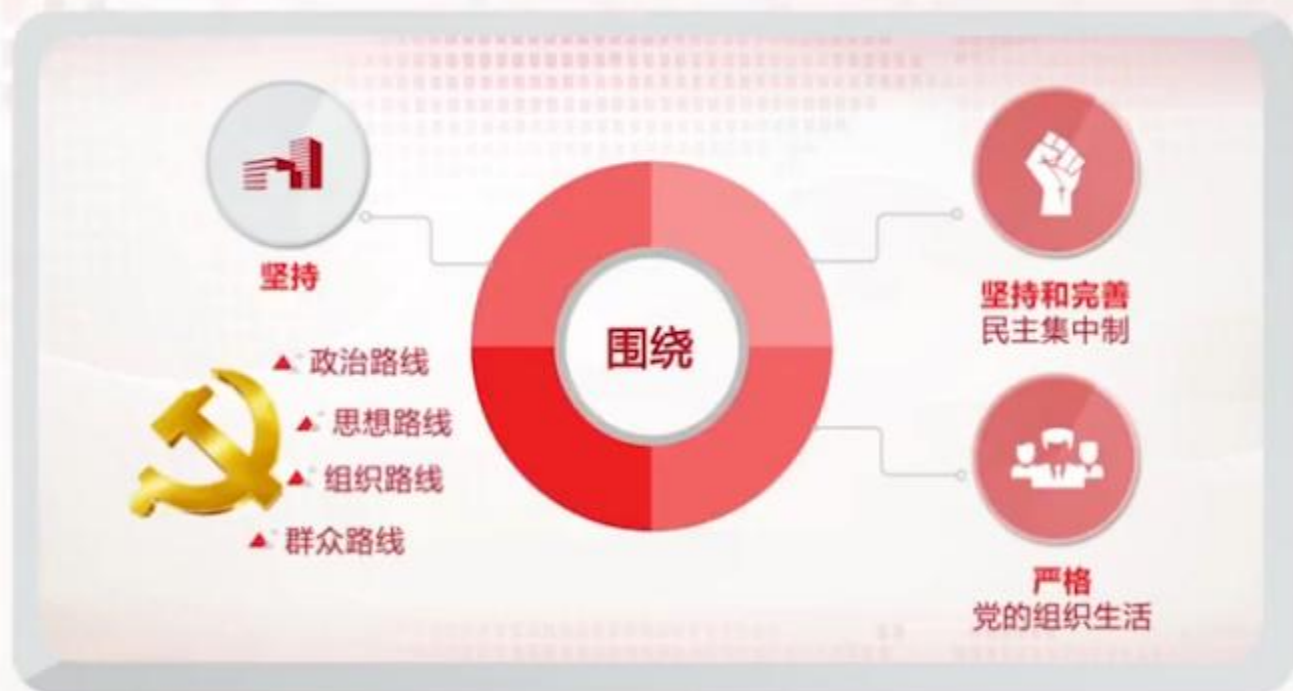 坚持
政治路线
思想路线
组织路线
群众路线
围绕
坚持和完善
民主集中制
严格
党的组织生活